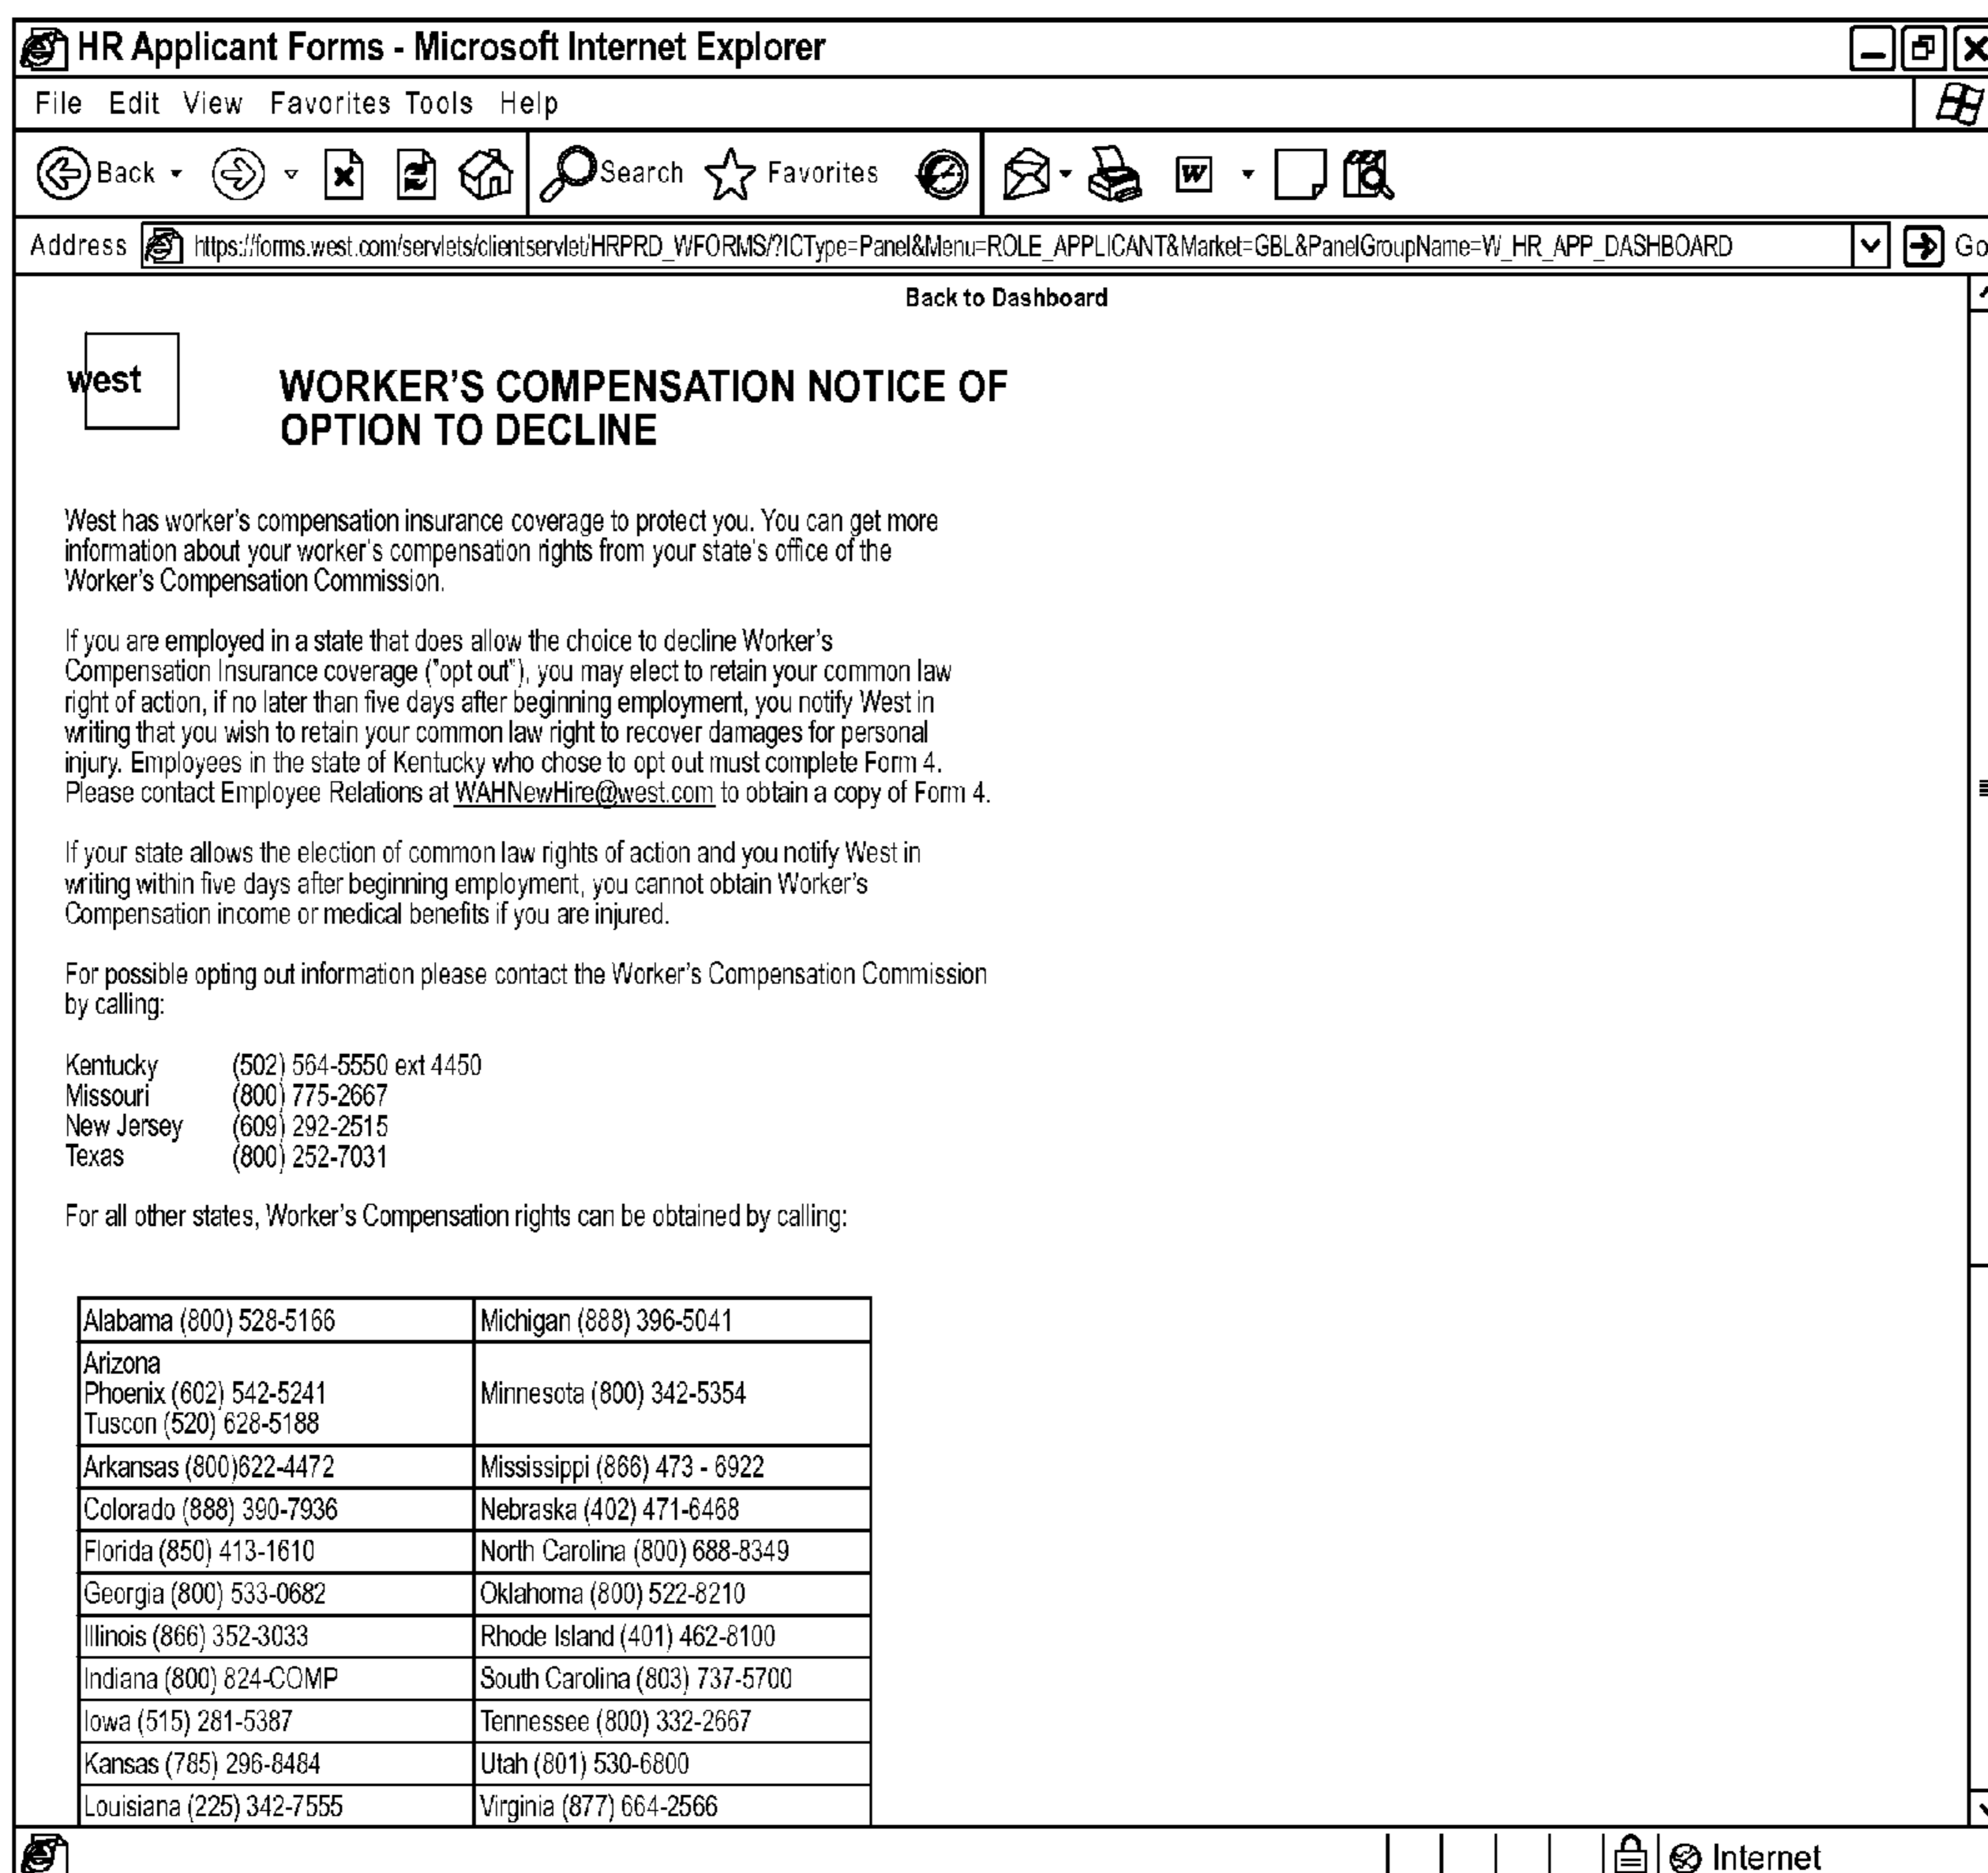 HR Applicant Forms - Microsoft Internet Explorer
File Edit View Favorites Tools Help
Back Search Favorites W
Address https://forms.west.com/servlets/clientservlet/HRPRD_WFORMS/?ICType=Panel&Menu=ROLE_APPLICANT&Market=GBL&PanelGroupName=W_HR_APP_DASHBOARD Go
Back to Dashboard
west
WORKER'S COMPENSATION NOTICE OF
OPTION TO DECLINE
West has worker's compensation insurance coverage to protect you. You can get more
information about your worker's compensation rights from your state's office of the
Worker's Compensation Commission.
If you are employed in a state that does allow the choice to decline Worker's
Compensation Insurance coverage ("opt out"), you may elect to retain your common law
right of action, if no later than five days after beginning employment, you notify West in
writing that you wish to retain your common law right to recover damages for personal
injury. Employees in the state of Kentucky who chose to opt out must complete Form 4.
Please contact Employee Relations at WAHNewHire@west.com to obtain a copy of Form 4.
If your state allows the election of common law rights of action and you notify West in
writing within five days after beginning employment, you cannot obtain Worker's
Compensation income or medical benefits if you are injured.
For possible opting out information please contact the Worker's Compensation Commission
by calling:
Kentucky (502) 564-5550 ext 4450
Missouri (800) 775-2667
New Jersey (609) 292-2515
Texas (800) 252-7031
For all other states, Worker's Compensation rights can be obtained by calling:
Alabama (800) 528-5166 Michigan (888) 396-5041
Arizona
Phoenix (602) 542-5241 Minnesota (800) 342-5354
Tuscon (520) 628-5188
Arkansas (800)622-4472 Mississippi (866) 473 - 6922
Colorado (888) 390-7936 Nebraska (402) 471-6468
Florida (850) 413-1610 North Carolina (800) 688-8349
Georgia (800) 533-0682 Oklahoma (800) 522-8210
Illinois (866) 352-3033 Rhode Island (401) 462-8100
Indiana (800) 824-COMP South Carolina (803) 737-5700
Iowa (515) 281-5387 Tennessee (800) 332-2667
Kansas (785) 296-8484 Utah (801) 530-6800
Louisiana (225) 342-7555 Virginia (877) 664-2566
Internet